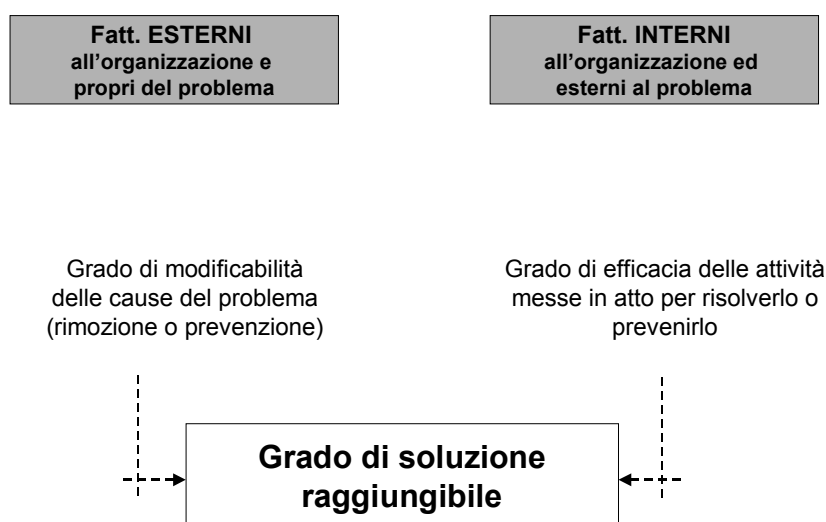 Fatt. ESTERNI
all’organizzazione e
propri del problema
Fatt. INTERNI
all’organizzazione ed
esterni al problema
Grado di modificabilità
delle cause del problema
(rimozione o prevenzione)
Grado di efficacia delle attività
messe in atto per risolverlo o
prevenirlo
Grado di soluzione
raggiungibile